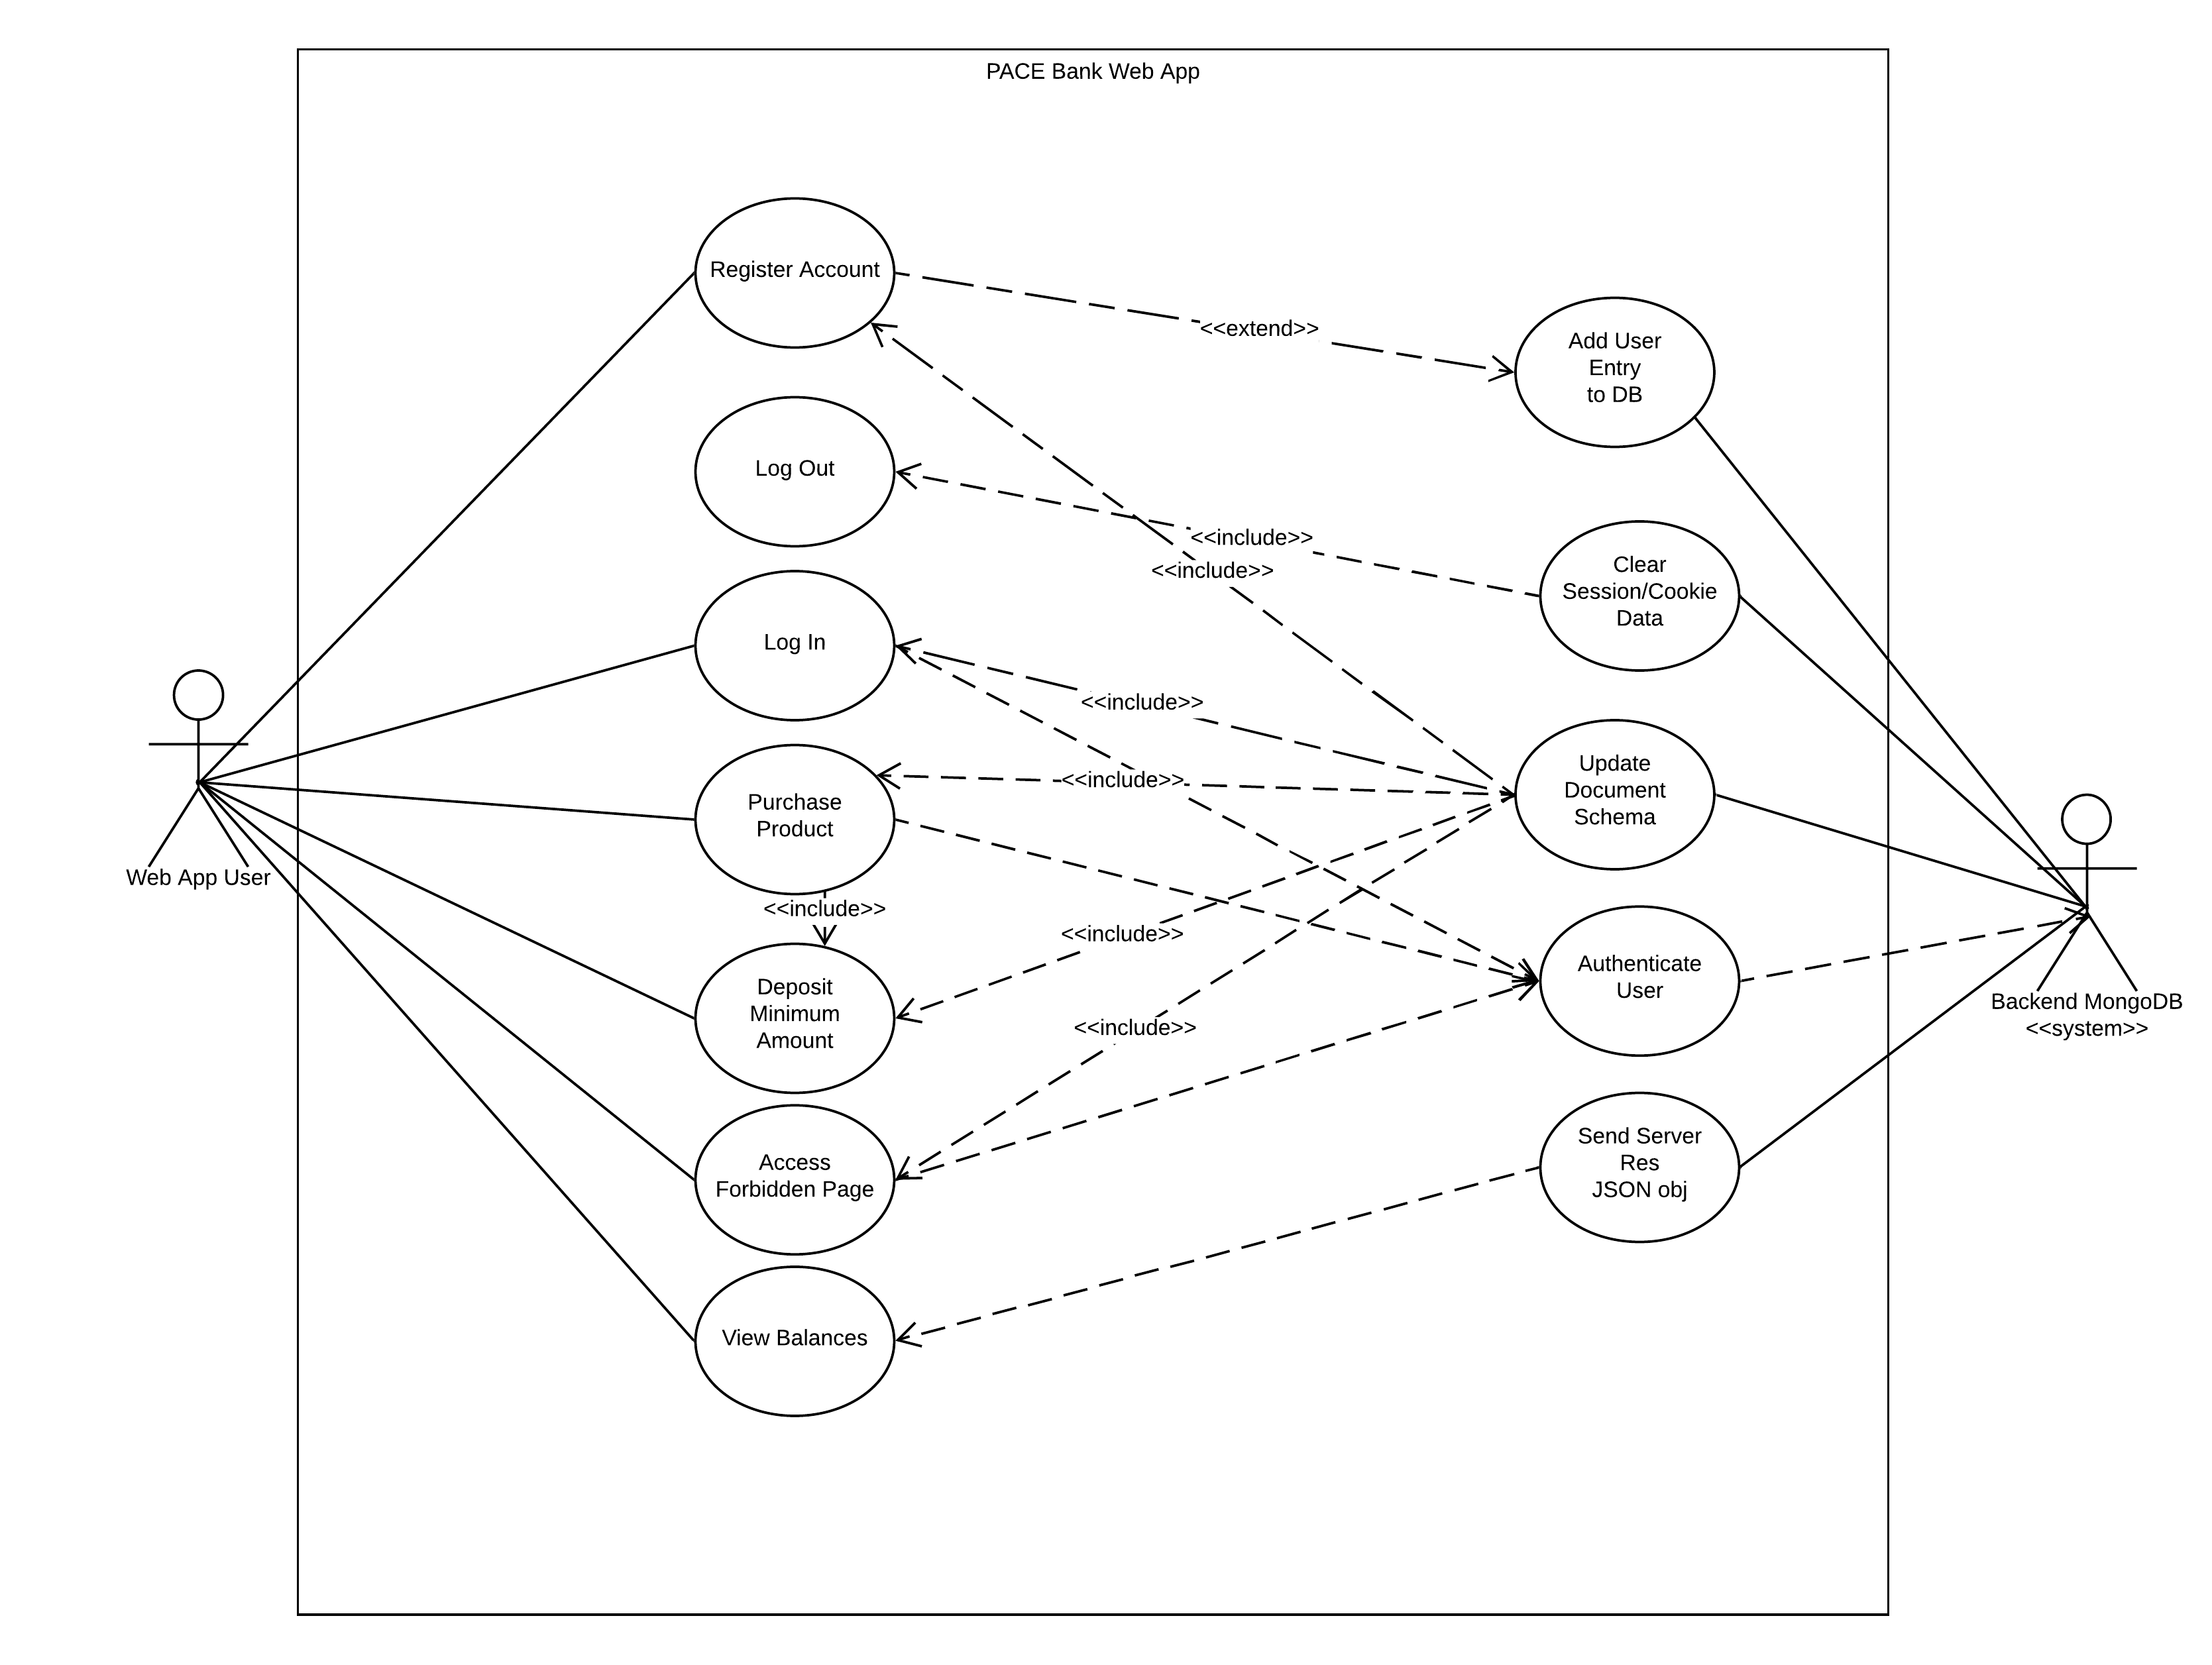 PACE Bank Web App
Register Account
<<extend>>
Add User
Entry
to DB
Log Out
<<include>>
<<include>>
Clear
Session/Cookie
Data
Log In
<<include>>
<<include>>
Update
Document
Schema
Purchase
Product
Web App User
<<include>>
<<include>>
Authenticate
User
Deposit
Minimum
Amount
Backend MongoDB
<<system>>
<<include>>
Access
Forbidden Page
Send Server
Res
JSON obj
View Balances